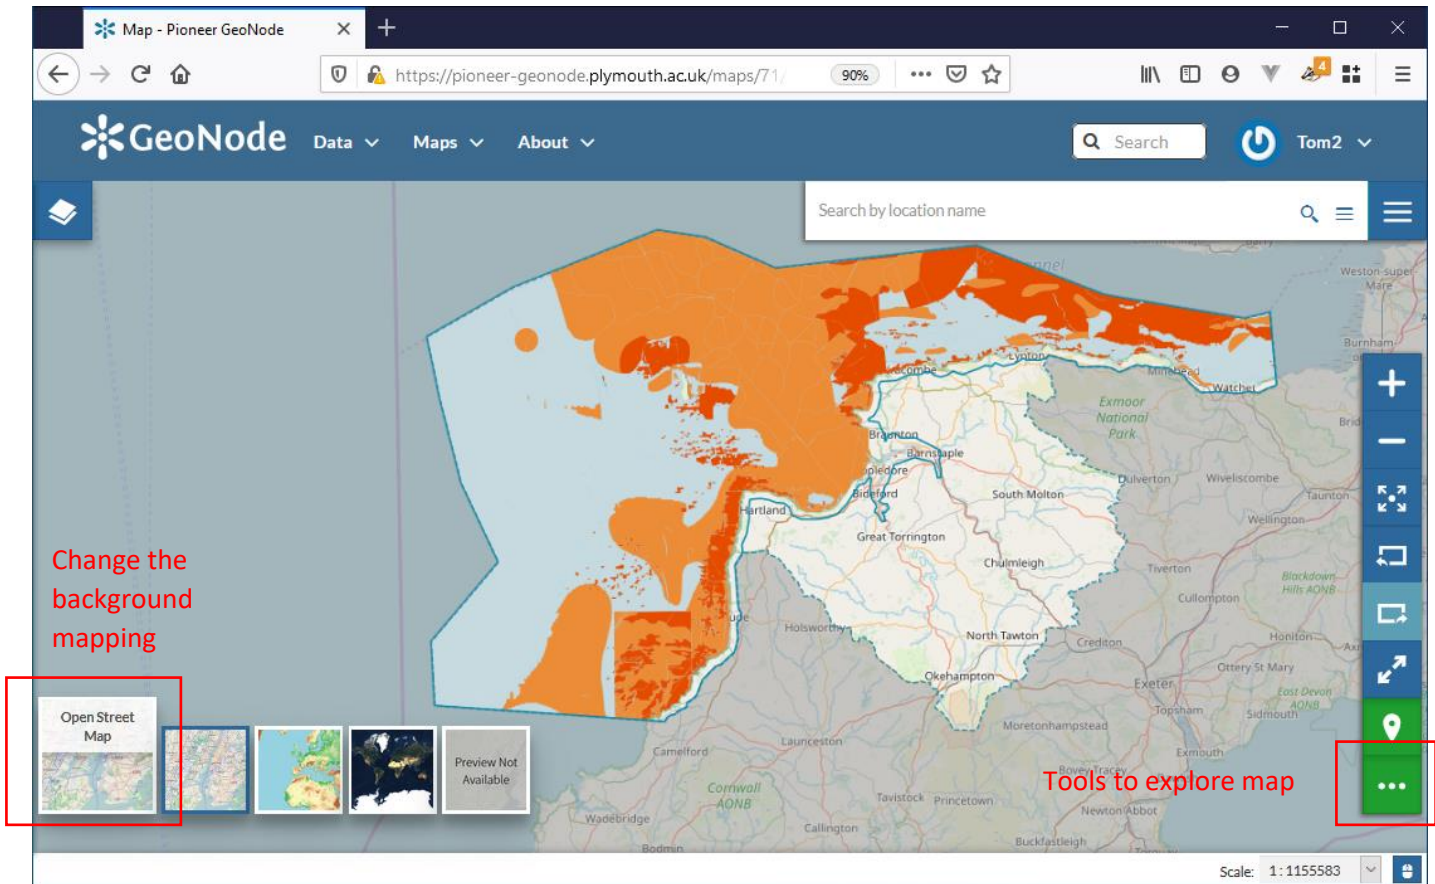 Map - Pioneer GeoNode
https://pioneer-geonode.plymouth.ac.uk/maps/71/
90%
4
GeoNode
Data
Maps
About
Search
Tom2
Search by location name
Weston-super-
Mare
Burnham-
Lynton
Minehead
Watchet
Exmoor
National
Park
Braunton
Barnstaple
Bideford
South Molton
Dulverton
Wiveliscombe
Taunton
Hartland
Wellington
Great Torrington
Chulmleigh
Tiverton
Blackdown
Hills AONB
Cullompton
Change the
background
mapping
Holsworthy
North Tawton
Crediton
Honiton
Okehampton
Ottery St Mary
Exeter
East Devon
AONB
Topsham
Sidmouth
Open Street
Map
Moretonhampstead
Launceston
Camelford
Exmouth
Preview Not
Available
Bovey Tracey
Tools to explore map
Cornwall
AONB
Tavistock
Princetown
Newton Abbot
Wadebridge
Callington
Buckfastleigh
Bodmin
Scale:
1 : 1155583